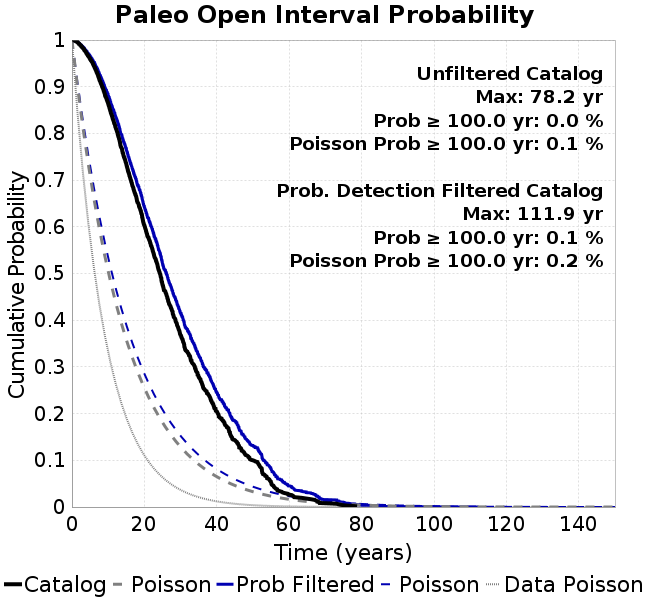 Paleo Open Interval Probability
Unfiltered Catalog
Max: 78.2 yr
Prob ≥ 100.0 yr: 0.0 %
Poisson Prob ≥ 100.0 yr: 0.1 %
Prob. Detection Filtered Catalog
Max: 111.9 yr
Prob ≥ 100.0 yr: 0.1 %
Poisson Prob ≥ 100.0 yr: 0.2 %
Cumulative Probability
1
0.9
0.8
0.7
0.6
0.5
0.4
0.3
0.2
0.1
0
0 20 40 60 80 100 120 140
Time (years)
Catalog Poisson Prob Filtered Poisson Data Poisson